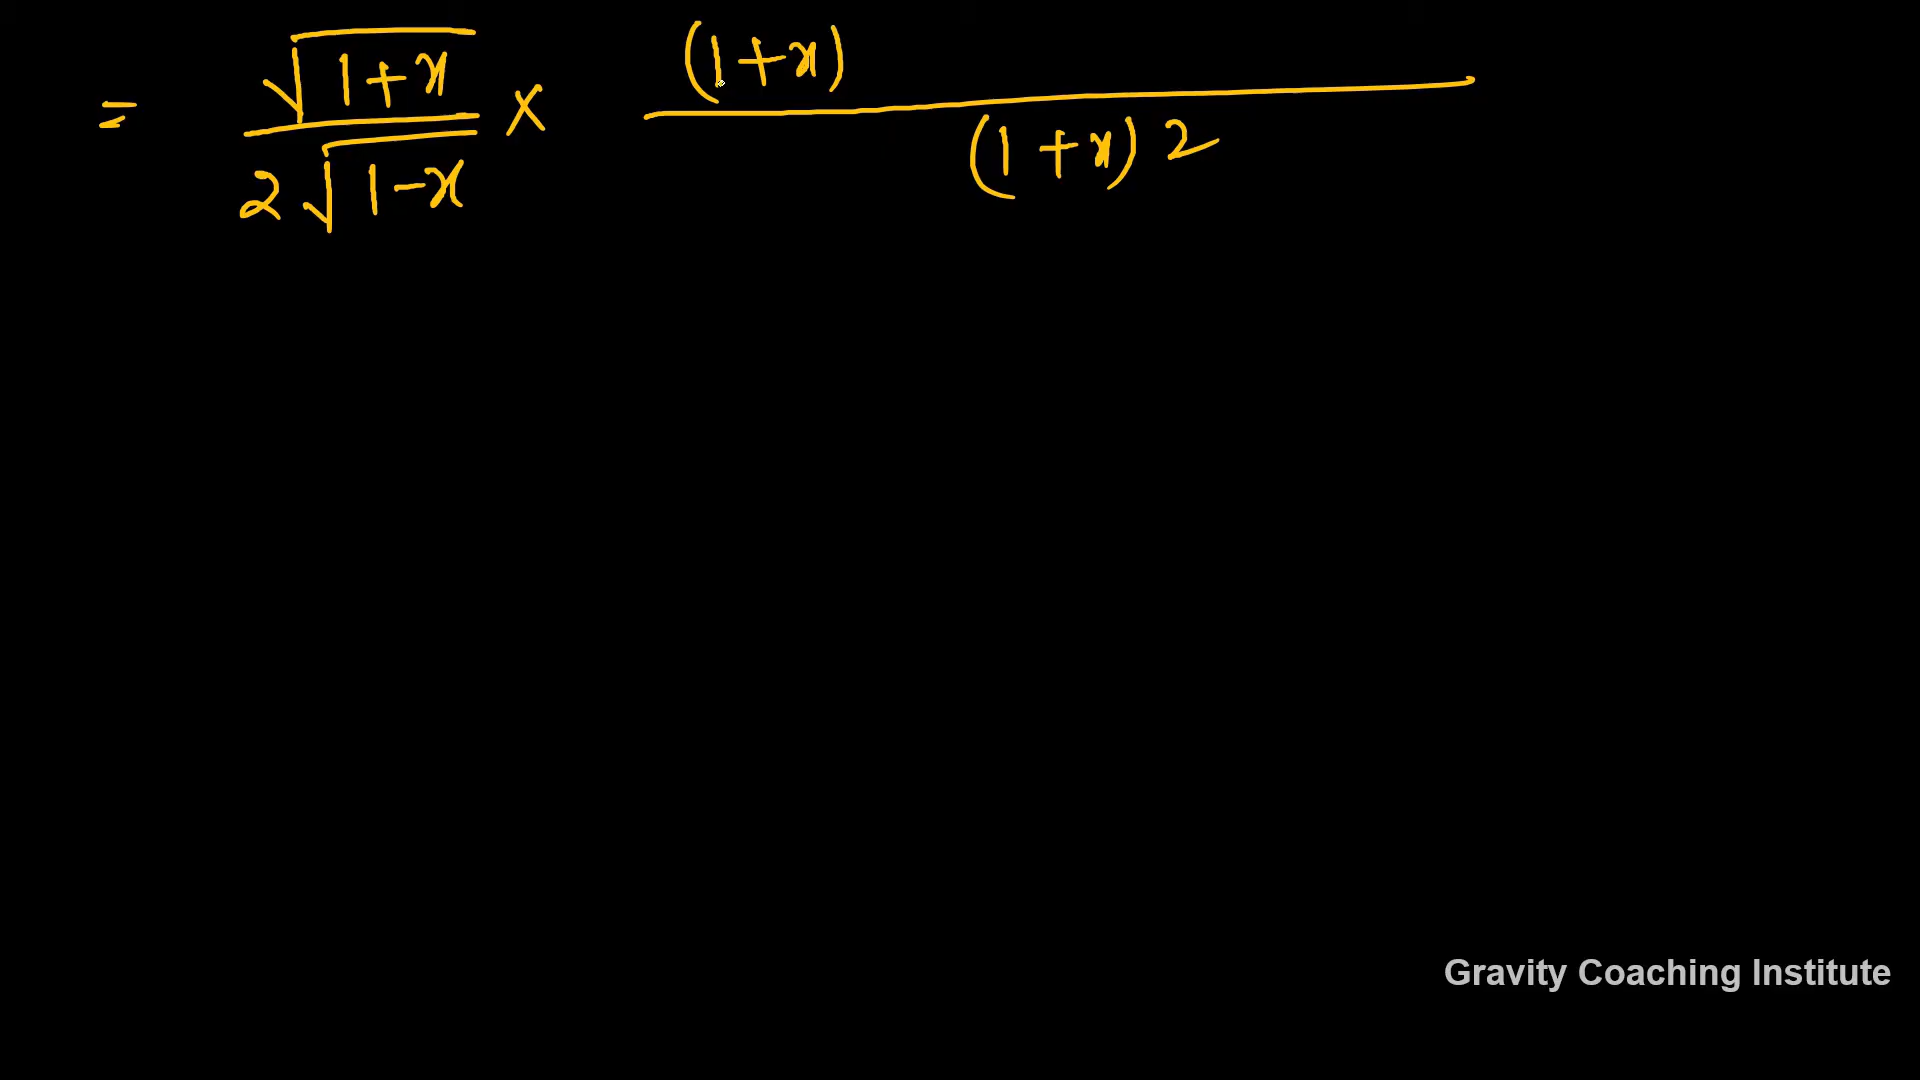 = √(1+x) / 2√(1-x) × (1+x) / (1+x)2
Gravity Coaching Institute